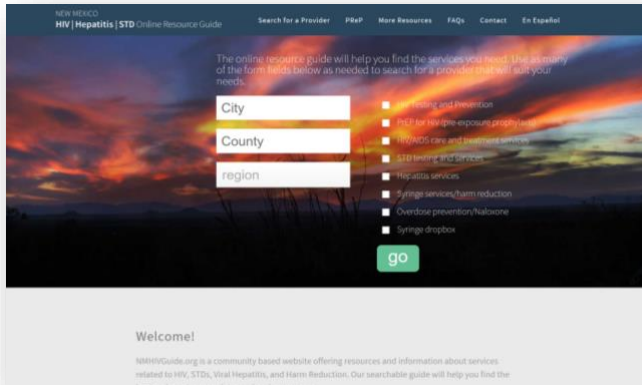 NEW MEXICO
HIV | Hepatitis | STD Online Resource Guide
Search for a Provider PReP More Resources FAQs Contact En Español
The online resource guide will help you find the services you need. Use as many
of the form fields below as needed to search for a provider that will suit your
needs.
City
County
region
Testing and Prevention
PrEP for HIV (pre-exposure prophylaxis)
HIV/AIDS care and treatment services
STD testing and services
Hepatitis services
Syringe services/harm reduction
Overdose prevention/Naloxone
Syringe dropbox
go
Welcome!
NMHIVGuide.org is a community based website offering resources and information about services
related to HIV, STDs, Viral Hepatitis, and Harm Reduction. Our searchable guide will help you find the